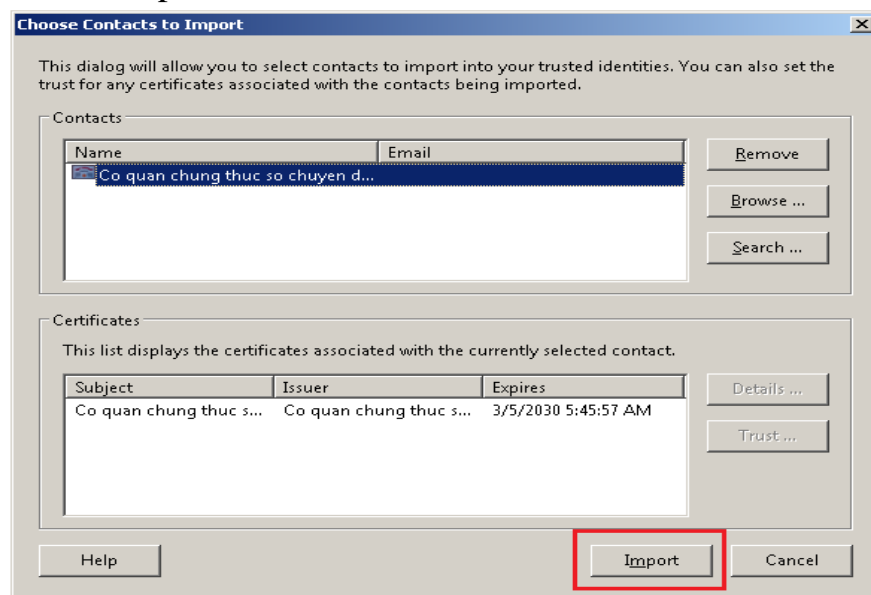 Choose Contacts to Import
This dialog will allow you to select contacts to import into your trusted identities. You can also set the
trust for any certificates associated with the contacts being imported.
Contacts
Name Email
Co quan chung thuc so chuyen d...
Remove
Browse ...
Search ...
Certificates
This list displays the certificates associated with the currently selected contact.
Subject Issuer Expires
Co quan chung thuc s... Co quan chung thuc s... 3/5/2030 5:45:57 AM
Details ...
Trust ...
Help Import Cancel